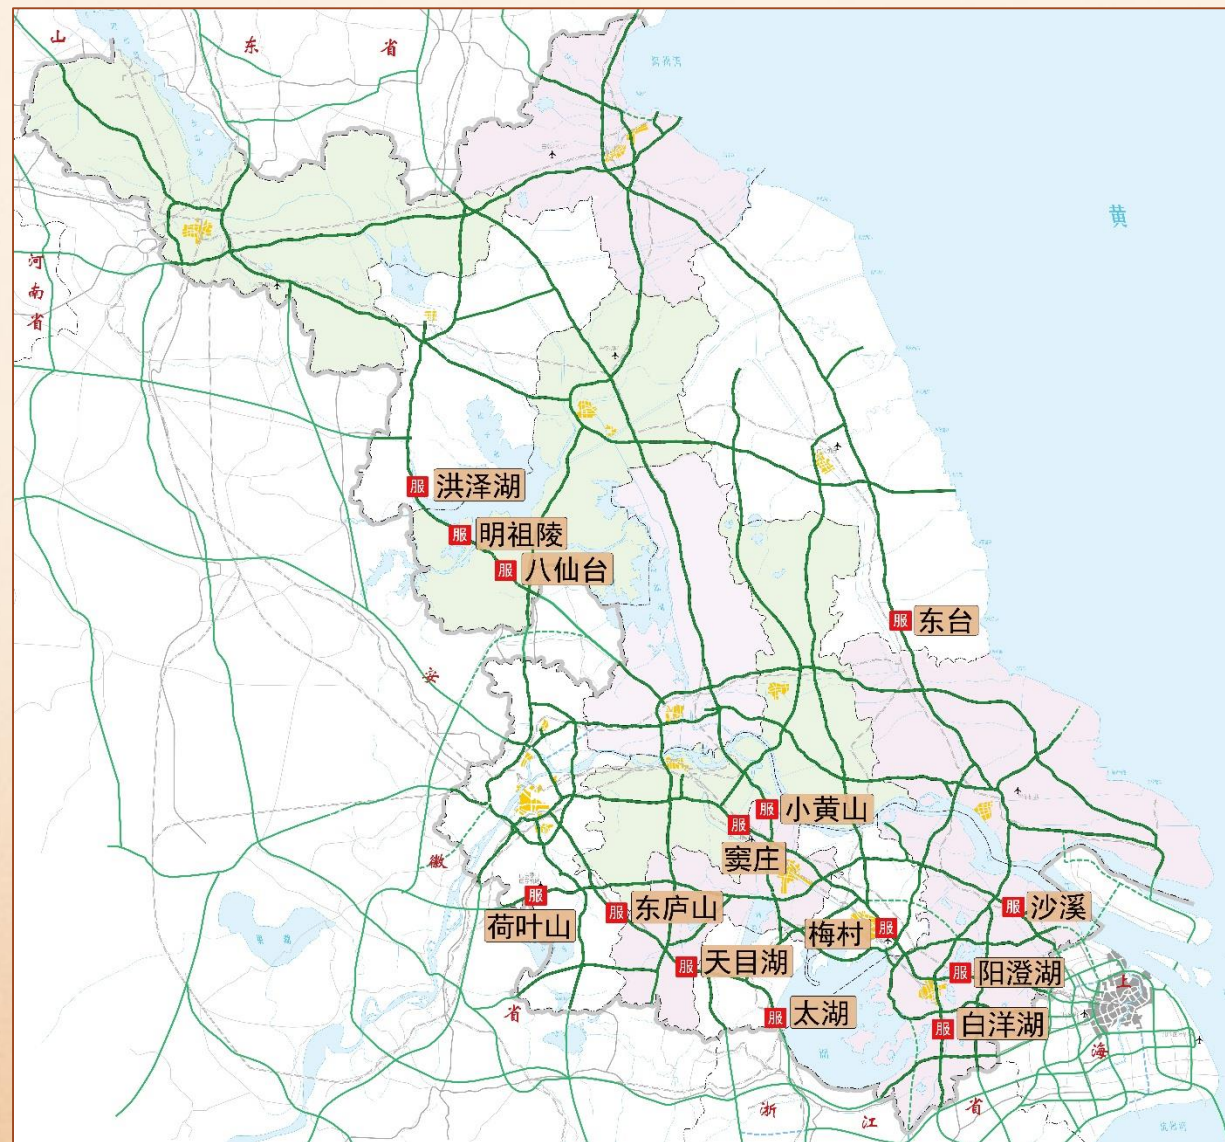 山 东 省
黄
河
南
省
服 洪泽湖
服 明祖陵
服 八仙台
服 东台
安
徽
省
服 小黄山
服
窦庄
服
荷叶山
服 东庐山
服 沙溪
梅村 服
服 天目湖
服 阳澄湖
服 太湖
服 白洋湖
上
海
浙 江 省